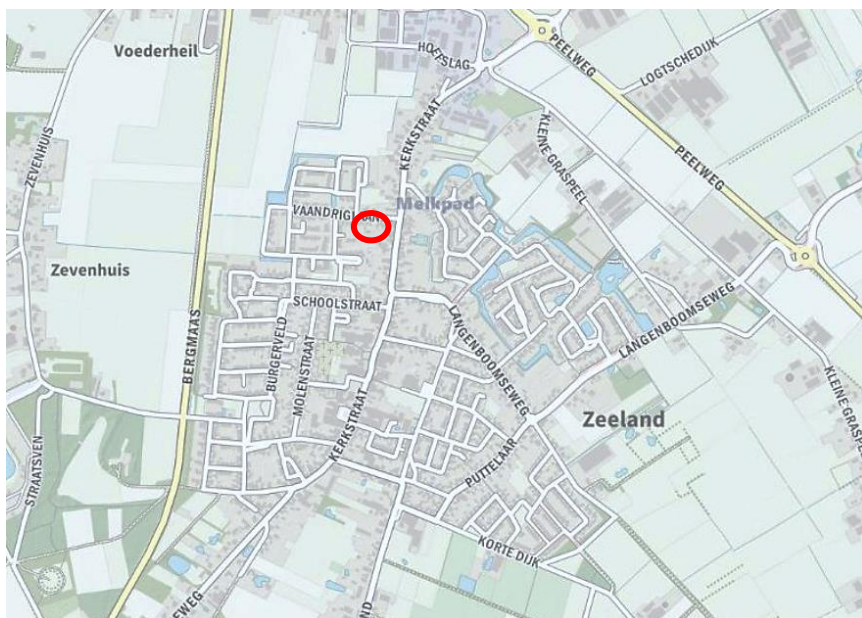 Voederheil
HOEFSLAG
PEELWEG
LOGTSCHEDIJK
KERKSTRAAT
ZEVENHUIS
KLEINE GRASPEEL
PEELWEG
Melkpad
Zevenhuis
SCHOOLSTRAAT
LANGENBOOMSEWEG
LANGENBOOMSEWEG
BERGMAAS
BURGERVELD
MOLENSTRAAT
KLEINE GRASPEEL
Zeeland
KERKSTRAAT
PUTTELAAR
STRAATSVEN
KORTE DIJK